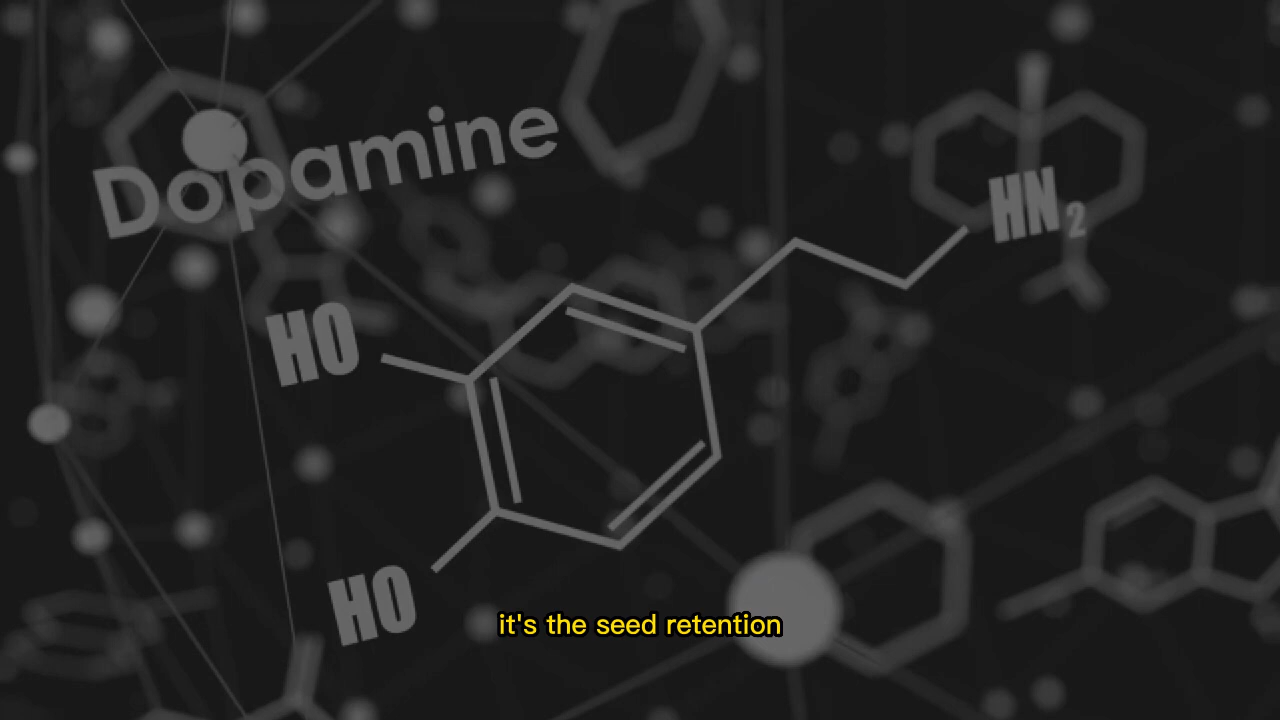 Dopamine
HN2
HO
HO
it's the seed retention